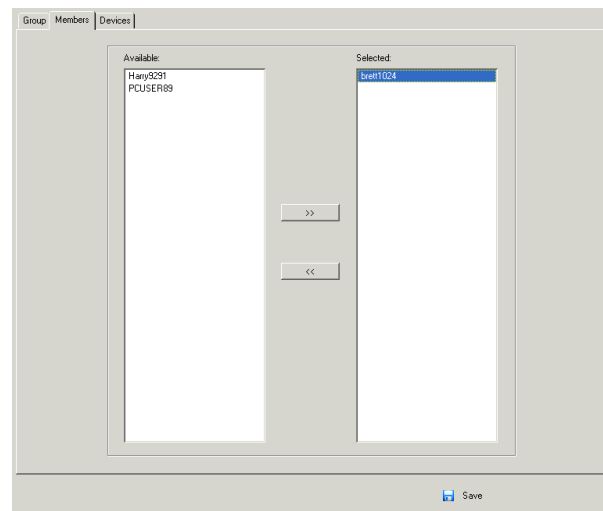 Group Members Devices
Available: Selected:
Harry9291 brett1024
PCUSER89
>>
<<
Save